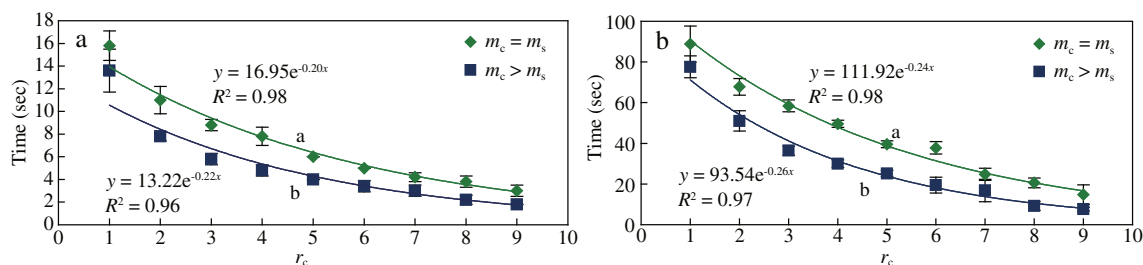 a
Time (sec)
18
16
14
12
10
8
6
4
2
0
0 1 2 3 4 5 6 7 8 9 10
r_c
m_c = m_s
m_c > m_s
y = 16.95e^{-0.20x}
R² = 0.98
a
y = 13.22e^{-0.22x}
R² = 0.96
b
b
Time (sec)
100
80
60
40
20
0
0 1 2 3 4 5 6 7 8 9 10
r_c
m_c = m_s
m_c > m_s
y = 111.92e^{-0.24x}
R² = 0.98
a
y = 93.54e^{-0.26x}
R² = 0.97
b